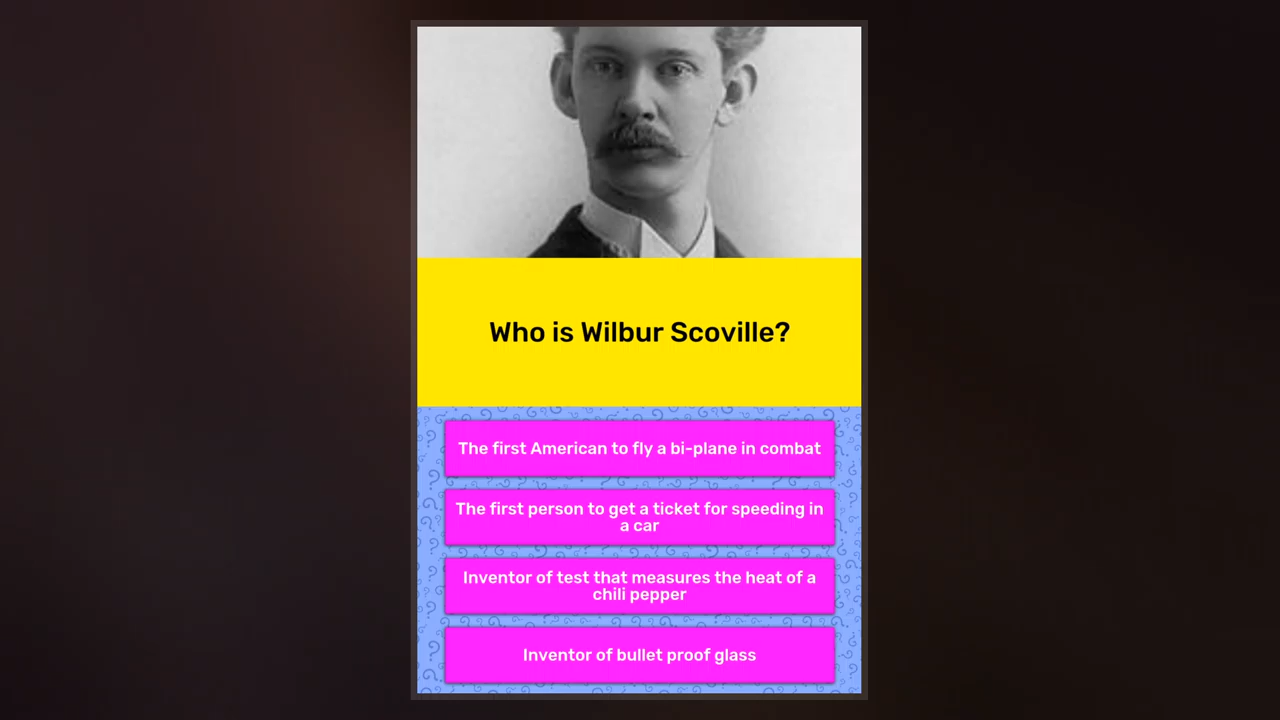 Who is Wilbur Scoville?
The first American to fly a bi-plane in combat
The first person to get a ticket for speeding in
a car
Inventor of test that measures the heat of a
chili pepper
Inventor of bullet proof glass